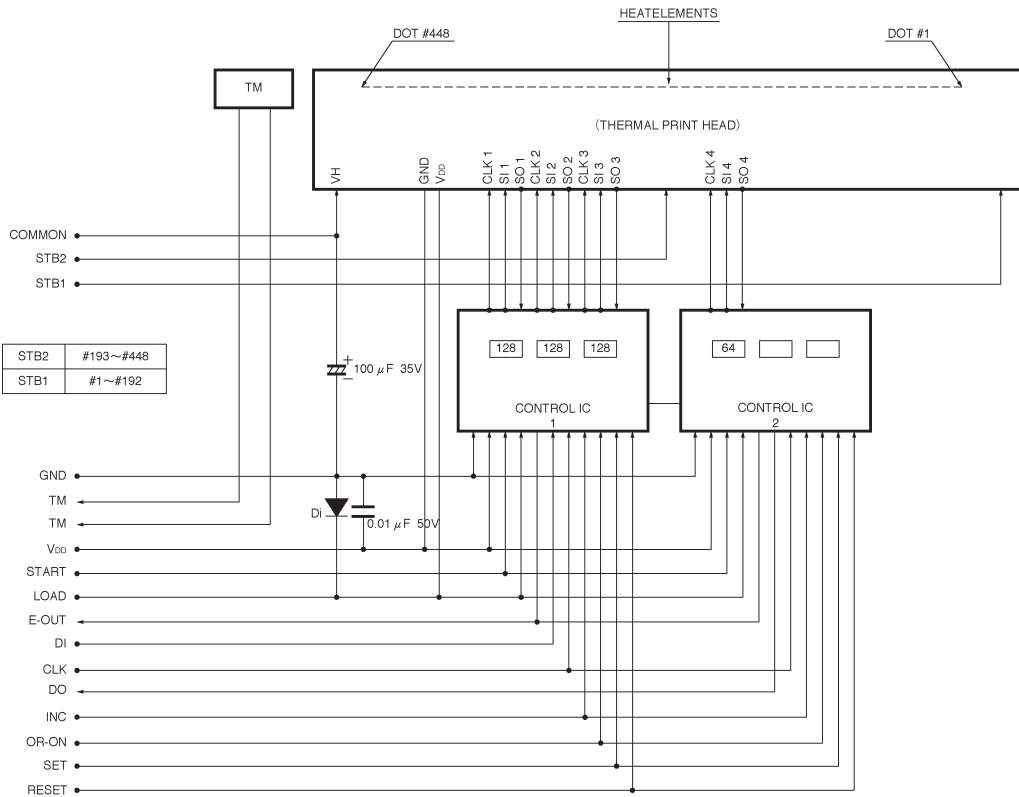 HEATELEMENTS
DOT #448
DOT #1
TM
(THERMAL PRINT HEAD)
VH
GND
VDD
CLK 1
SI 1
SO 1
CLK 2
SI 2
SO 2
CLK 3
SI 3
SO 3
CLK 4
SI 4
SO 4
COMMON
STB2
STB1
STB2 #193~#448
STB1 #1~#192
+
100 μF 35V
−
128 128 128
CONTROL IC
1
64
CONTROL IC
2
GND
TM
Di
0.01 μF 50V
TM
VDD
START
LOAD
E-OUT
DI
CLK
DO
INC
OR-ON
SET
RESET